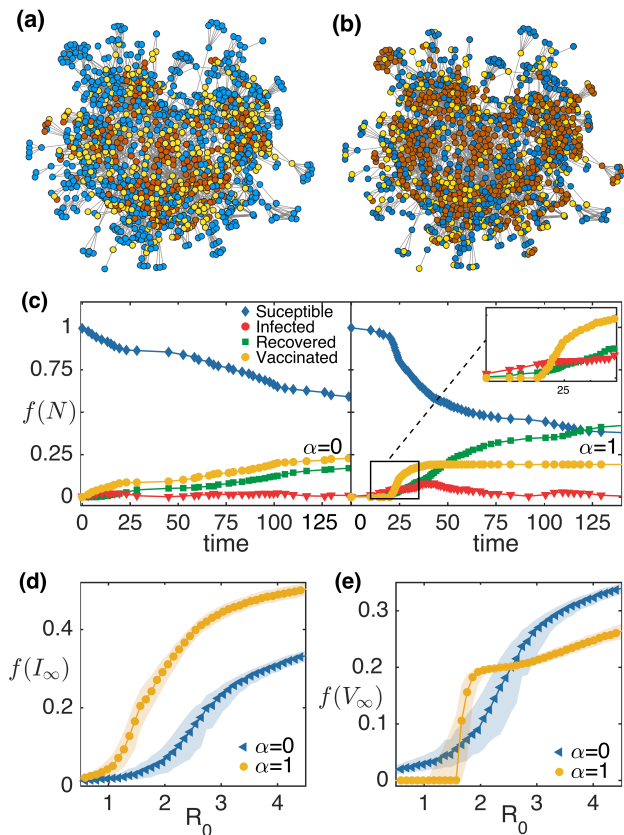 (a)
(b)
(c)
Suceptible
Infected
Recovered
Vaccinated
1
0.75
0.5
0.25
0
f(N)
α=0
α=1
25
0 25 50 75 100 125
0 25 50 75 100 125
time
time
(d)
(e)
f(I∞)
0.4
0.2
0
α=0
α=1
1 2 3 4
R0
f(V∞)
0.3
0.2
0.1
0
α=0
α=1
1 2 3 4
R0